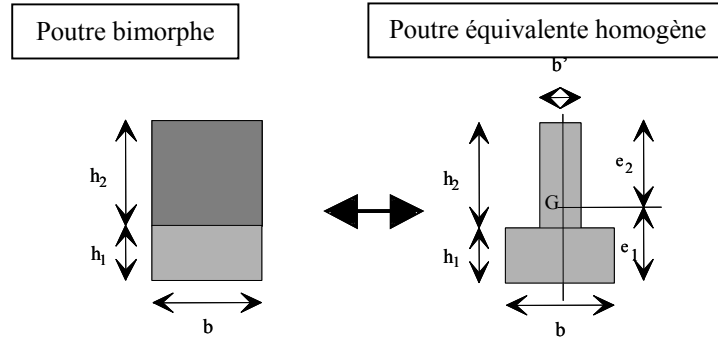 Poutre bimorphe
Poutre équivalente homogène
b'
h2
h1
b
h2
h1
G
e2
e1
b